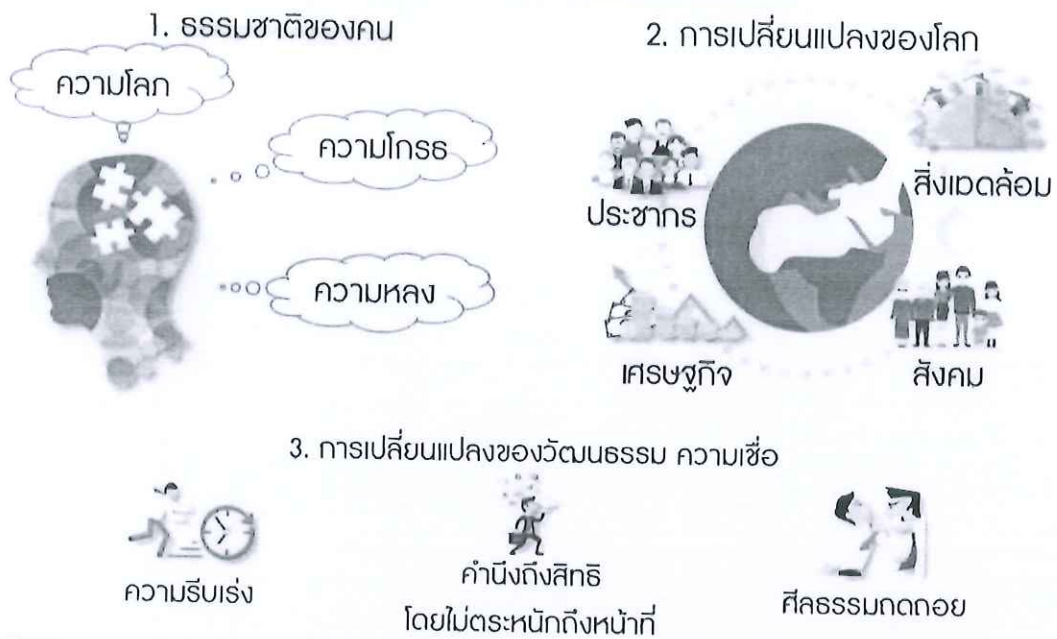 1. ธรรมชาติของคน
ความโลภ
ความโกรธ
ความหลง
2. การเปลี่ยนแปลงของโลก
ประชากร
สิ่งแวดล้อม
เศรษฐกิจ
สังคม
3. การเปลี่ยนแปลงของวัฒนธรรม ความเชื่อ
ความรีบเร่ง
คำนึงถึงสิทธิ
โดยไม่ตระหนักถึงหน้าที่
ศีลธรรมถดถอย